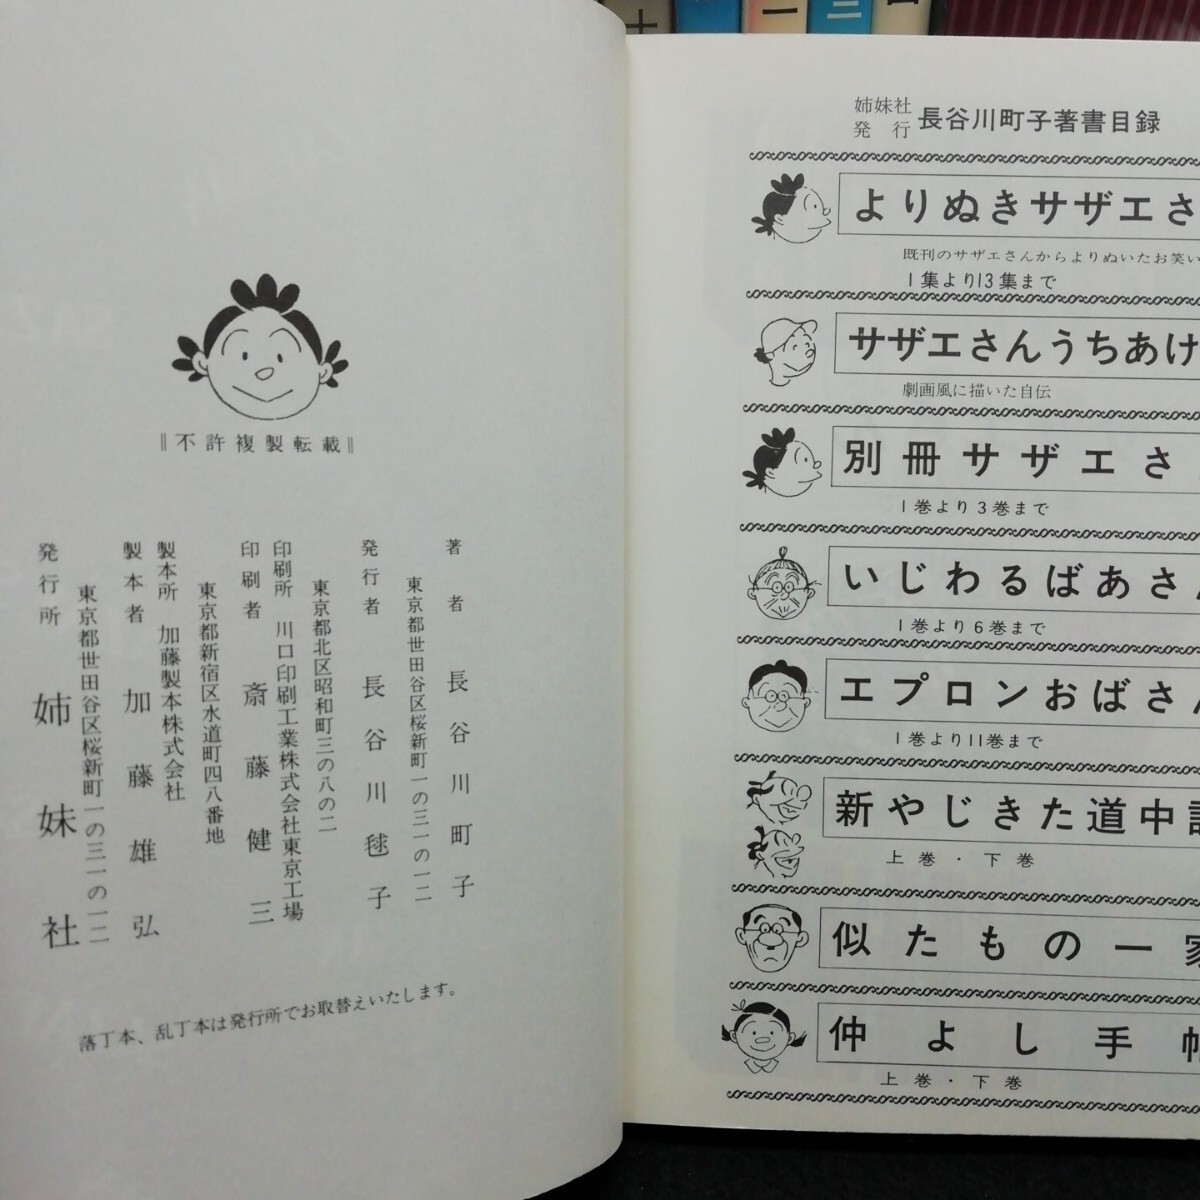 十
一
三
四
‖不許複製転載‖
著者 長谷川町子
東京都世田谷区桜新町一の三一の一二
発行者 長谷川毬子
東京都北区昭和町三の八の二
印刷所 川口印刷工業株式会社東京工場
印刷者 斎藤健三
東京都新宿区水道町四八番地
製本所 加藤製本株式会社
製本者 加藤雄弘
東京都世田谷区桜新町一の三一の一二
発行所 姉妹社
落丁本、乱丁本は発行所でお取替えいたします。
姉妹社発行 長谷川町子著書目録
よりぬきサザエさ
既刊のサザエさんからよりぬいたお笑い
1集より13集まで
サザエさんうちあけ
劇画風に描いた自伝
別冊サザエさ
1巻より3巻まで
いじわるばあさん
1巻より6巻まで
エプロンおばさん
1巻より11巻まで
新やじきた道中記
上巻・下巻
似たもの一家
仲よし手帖
上巻・下巻